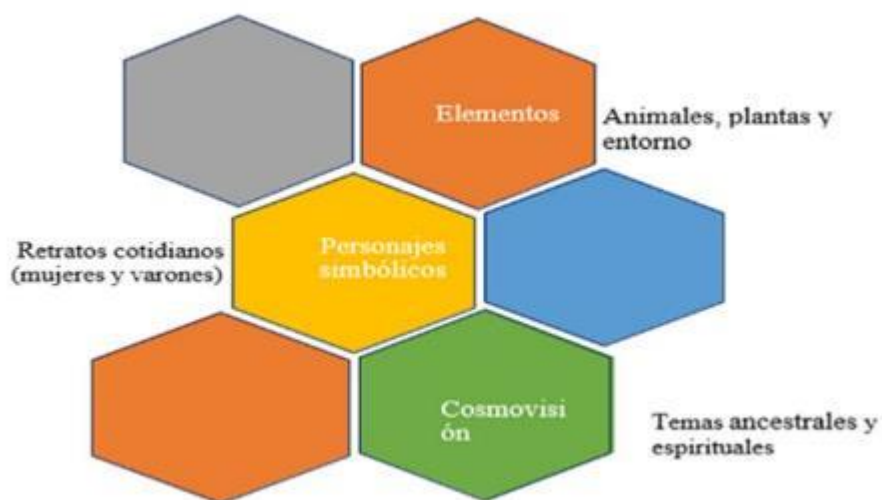 Elementos
Animales, plantas y
entorno
Retratos cotidianos
(mujeres y varones)
Personajes
simbólicos
Cosmovisi
ón
Temas ancestrales y
espirituales